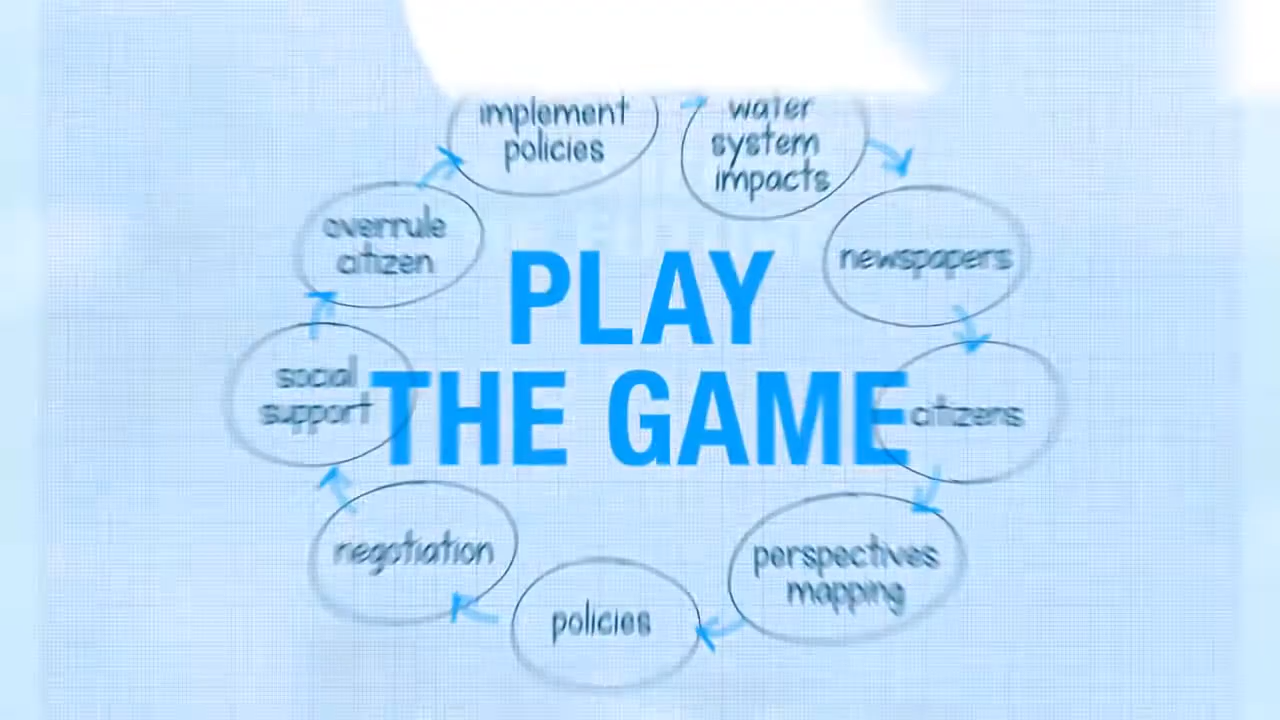 implement
policies
water
system
impacts
overrule
citizen
newspapers
PLAY
THE GAME
social
support
citizens
negotiation
perspectives
mapping
policies